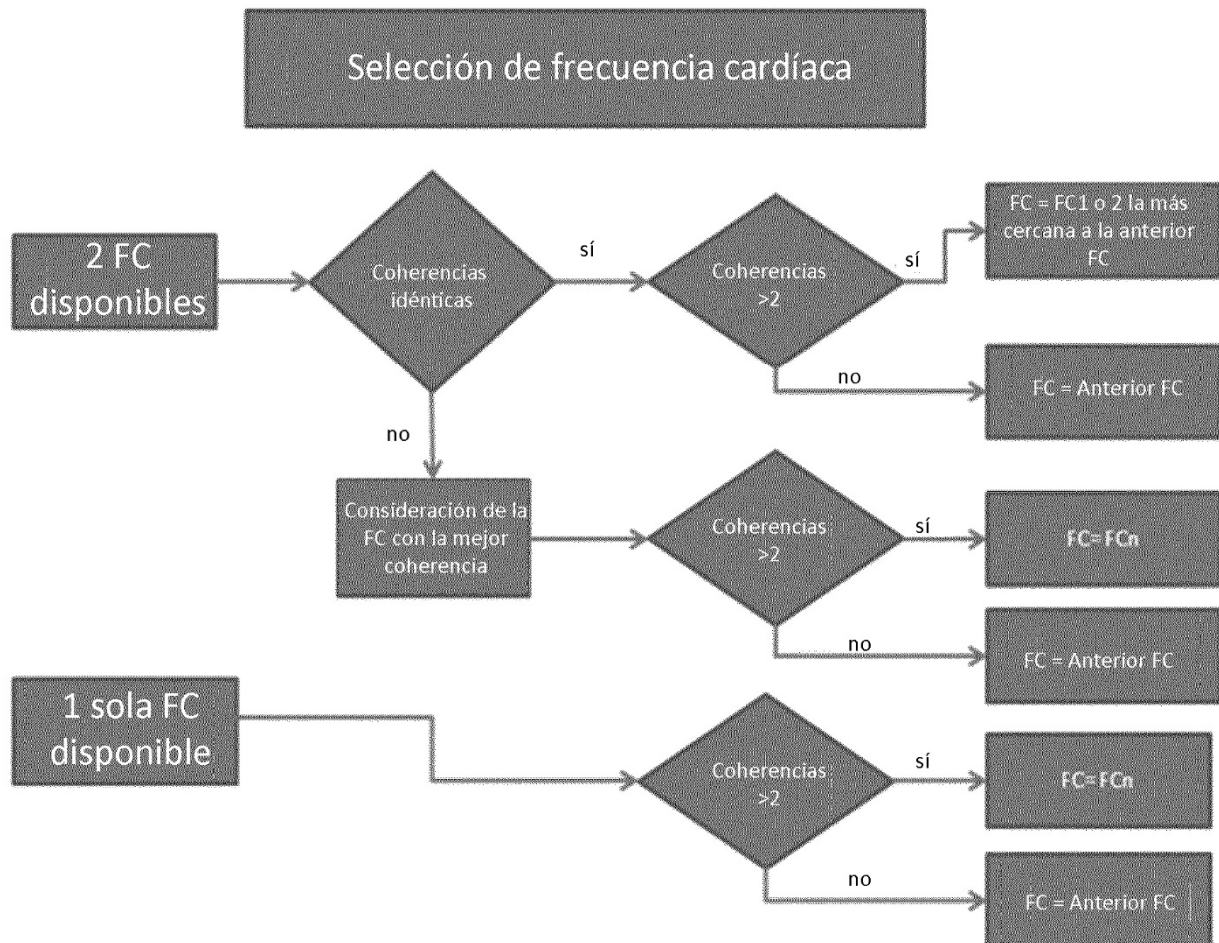 Selección de frecuencia cardíaca
2 FC
disponibles
Coherencias
idénticas
sí
Coherencias
>2
sí
FC = FC1 o 2 la más
cercana a la anterior
FC
no
FC = Anterior FC
no
Consideración de la
FC con la mejor
coherencia
Coherencias
>2
sí
FC= FCn
no
FC = Anterior FC
1 sola FC
disponible
Coherencias
>2
sí
FC= FCn
no
FC = Anterior FC